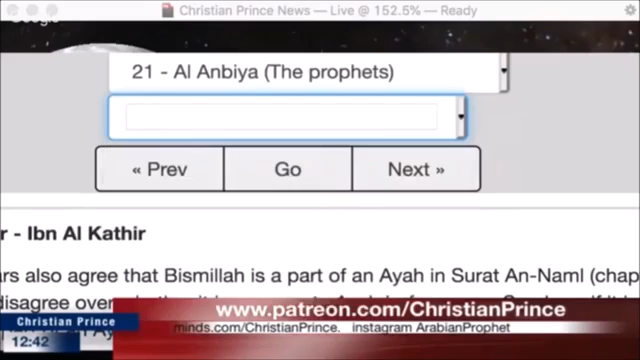 Christian Prince News — Live @ 152.5% — Ready
Google
21 - Al Anbiya (The prophets)
« Prev
Go
Next »
r - Ibn Al Kathir
ars also agree that Bismillah is a part of an Ayah in Surat An-Naml (chap
disagree over
www.patreon.com/ChristianPrince
Christian Prince
minds.com/ChristianPrince. instagram ArabianProphet
12:42